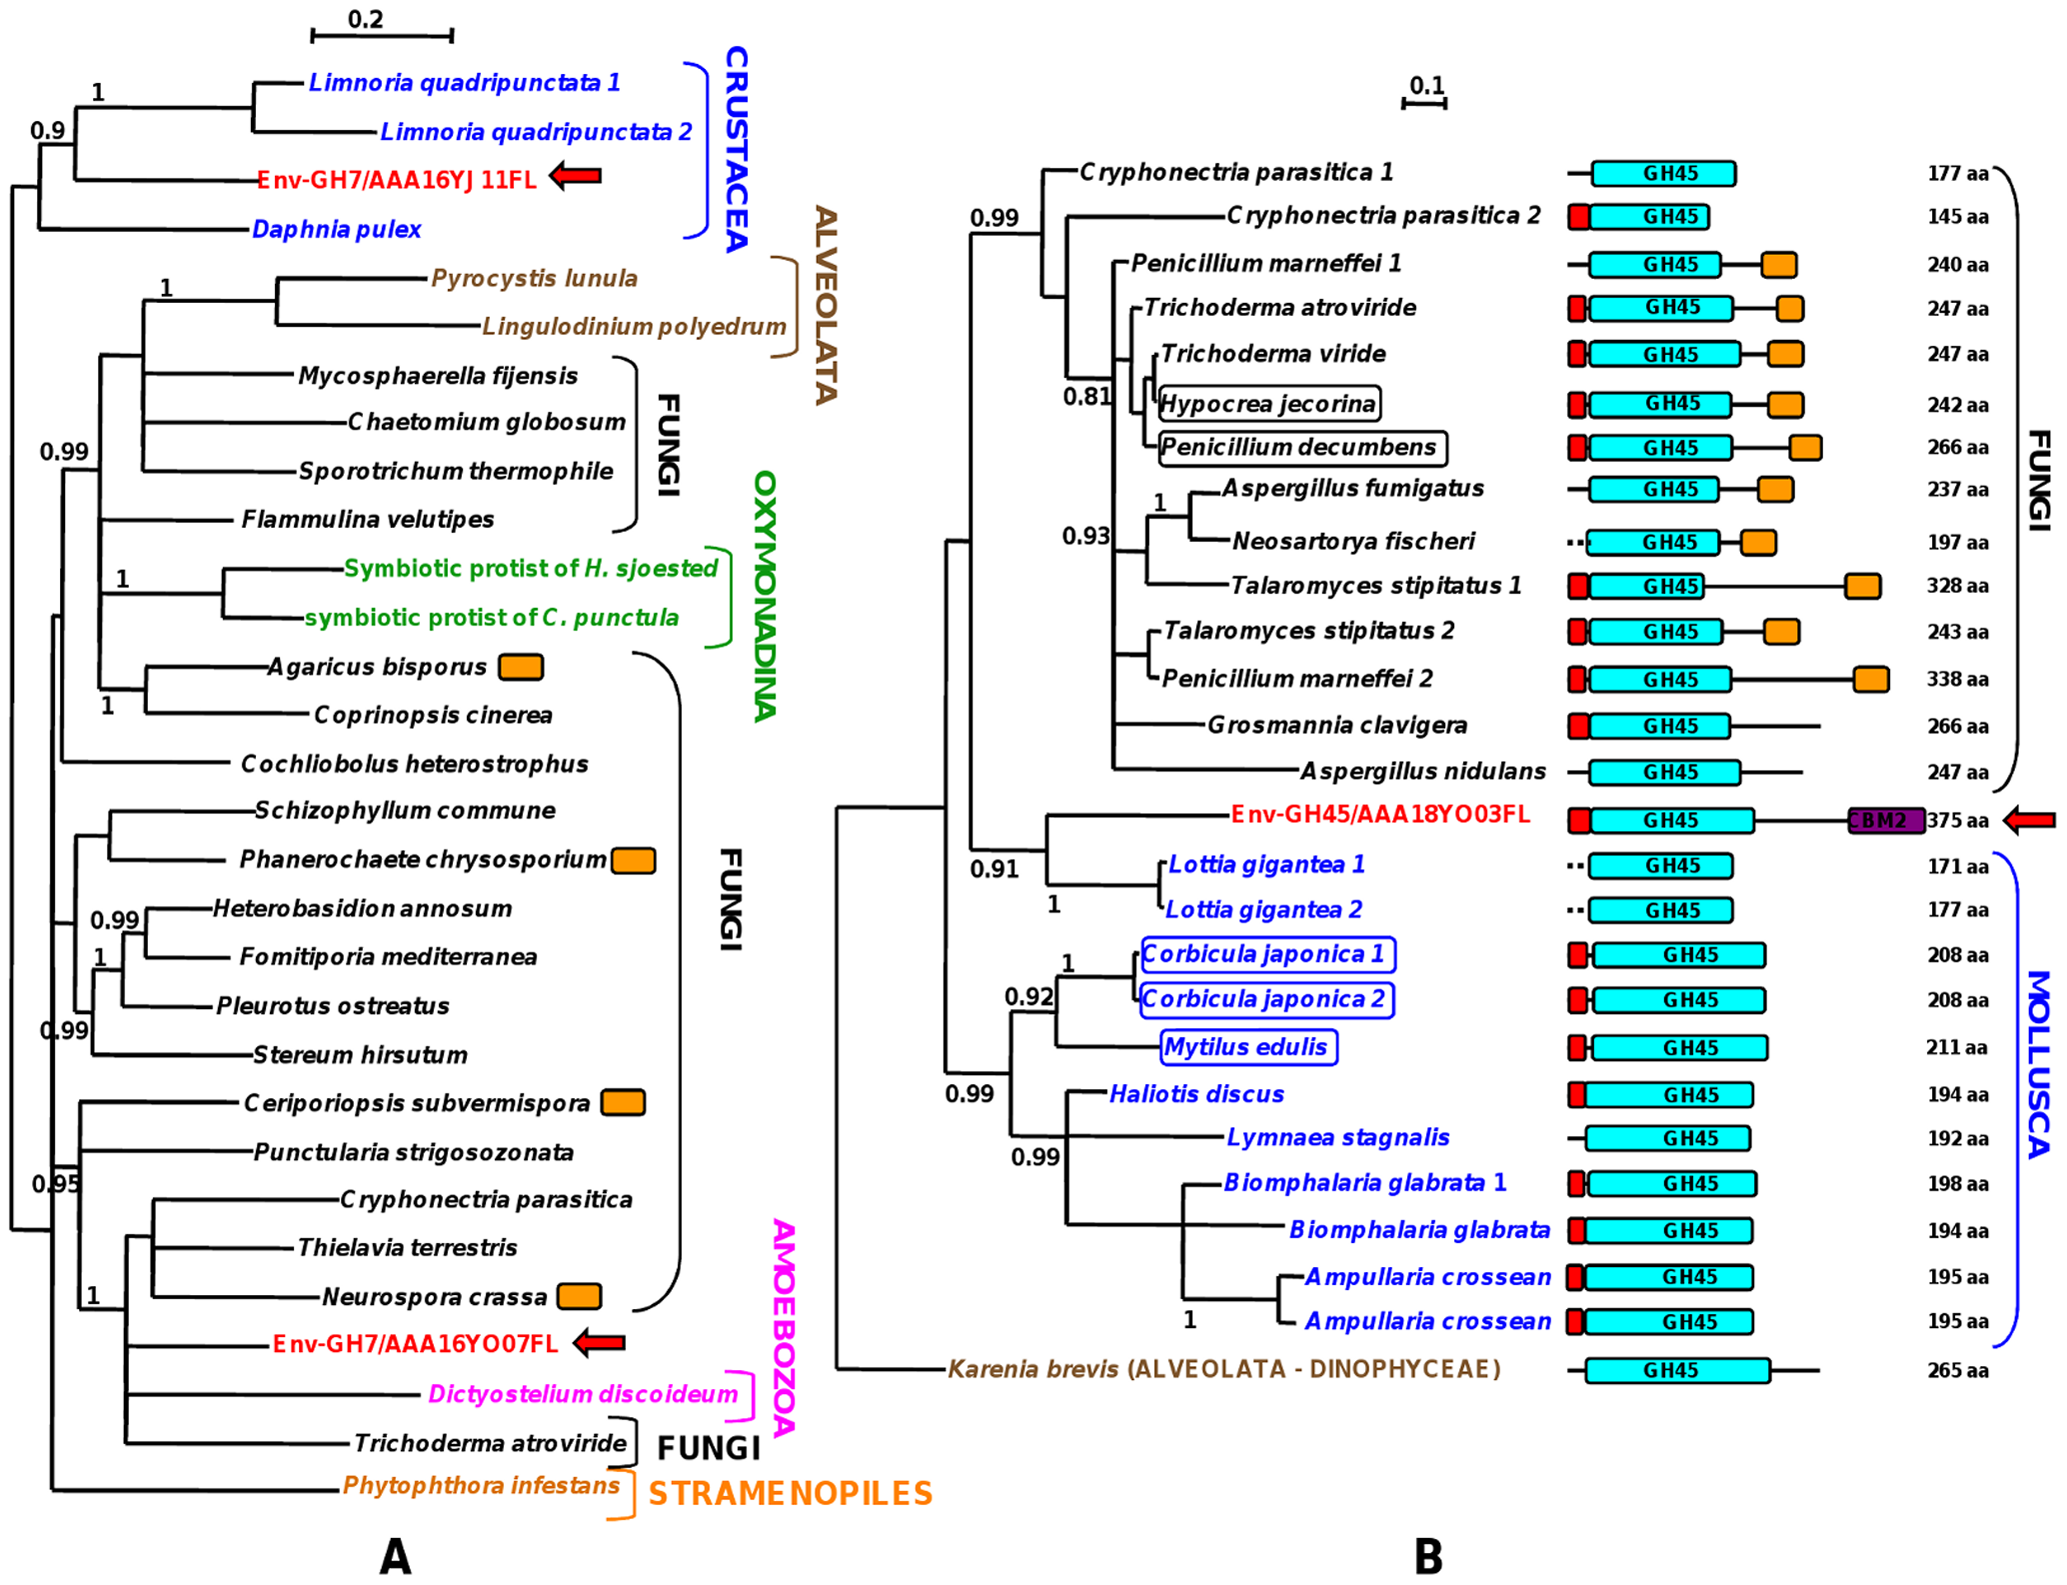 0.2
Limnoria quadripunctata 1
1
Limnoria quadripunctata 2
0.9
Env-GH7/AAA16YJ 11FL
Daphnia pulex
CRUSTACEA
Pyrocystis lunula
1
Lingulodinium polyedrum
ALVEOLATA
Mycosphaerella fijensis
Chaetomium globosum
0.99
Sporotrichum thermophile
Flammulina velutipes
FUNGI
Symbiotic protist of H. sjoested
1
symbiotic protist of C. punctula
OXYMONADINA
Agaricus bisporus
1
Coprinopsis cinerea
Cochliobolus heterostrophus
Schizophyllum commune
Phanerochaete chrysosporium
Heterobasidion annosum
0.99
Fomitiporia mediterranea
1
Pleurotus ostreatus
0.99
Stereum hirsutum
FUNGI
Ceriporiopsis subvermispora
Punctularia strigosozonata
0.95
Cryphonectria parasitica
Thielavia terrestris
Neurospora crassa
1
Env-GH7/AAA16YO07FL
Dictyostelium discoideum
AMOEBOZOA
Trichoderma atroviride
FUNGI
Phytophthora infestans
STRAMENOPILES
A
0.1
Cryphonectria parasitica 1 GH45 177 aa
0.99
Cryphonectria parasitica 2 GH45 145 aa
Penicillium marneffei 1 GH45 240 aa
Trichoderma atroviride GH45 247 aa
Trichoderma viride GH45 247 aa
0.81
Hypocrea jecorina GH45 242 aa
Penicillium decumbens GH45 266 aa
Aspergillus fumigatus GH45 237 aa
1
0.93
Neosartorya fischeri GH45 197 aa
Talaromyces stipitatus 1 GH45 328 aa
Talaromyces stipitatus 2 GH45 243 aa
Penicillium marneffei 2 GH45 338 aa
Grosmannia clavigera GH45 266 aa
Aspergillus nidulans GH45 247 aa
FUNGI
Env-GH45/AAA18YO03FL GH45 CBM2 375 aa
0.91
Lottia gigantea 1 GH45 171 aa
1
Lottia gigantea 2 GH45 177 aa
Corbicula japonica 1 GH45 208 aa
1
0.92
Corbicula japonica 2 GH45 208 aa
Mytilus edulis GH45 211 aa
0.99
Haliotis discus GH45 194 aa
Lymnaea stagnalis GH45 192 aa
0.99
Biomphalaria glabrata 1 GH45 198 aa
Biomphalaria glabrata GH45 194 aa
Ampullaria crossean GH45 195 aa
1
Ampullaria crossean GH45 195 aa
MOLLUSCA
Karenia brevis (ALVEOLATA - DINOPHYCEAE) GH45 265 aa
B